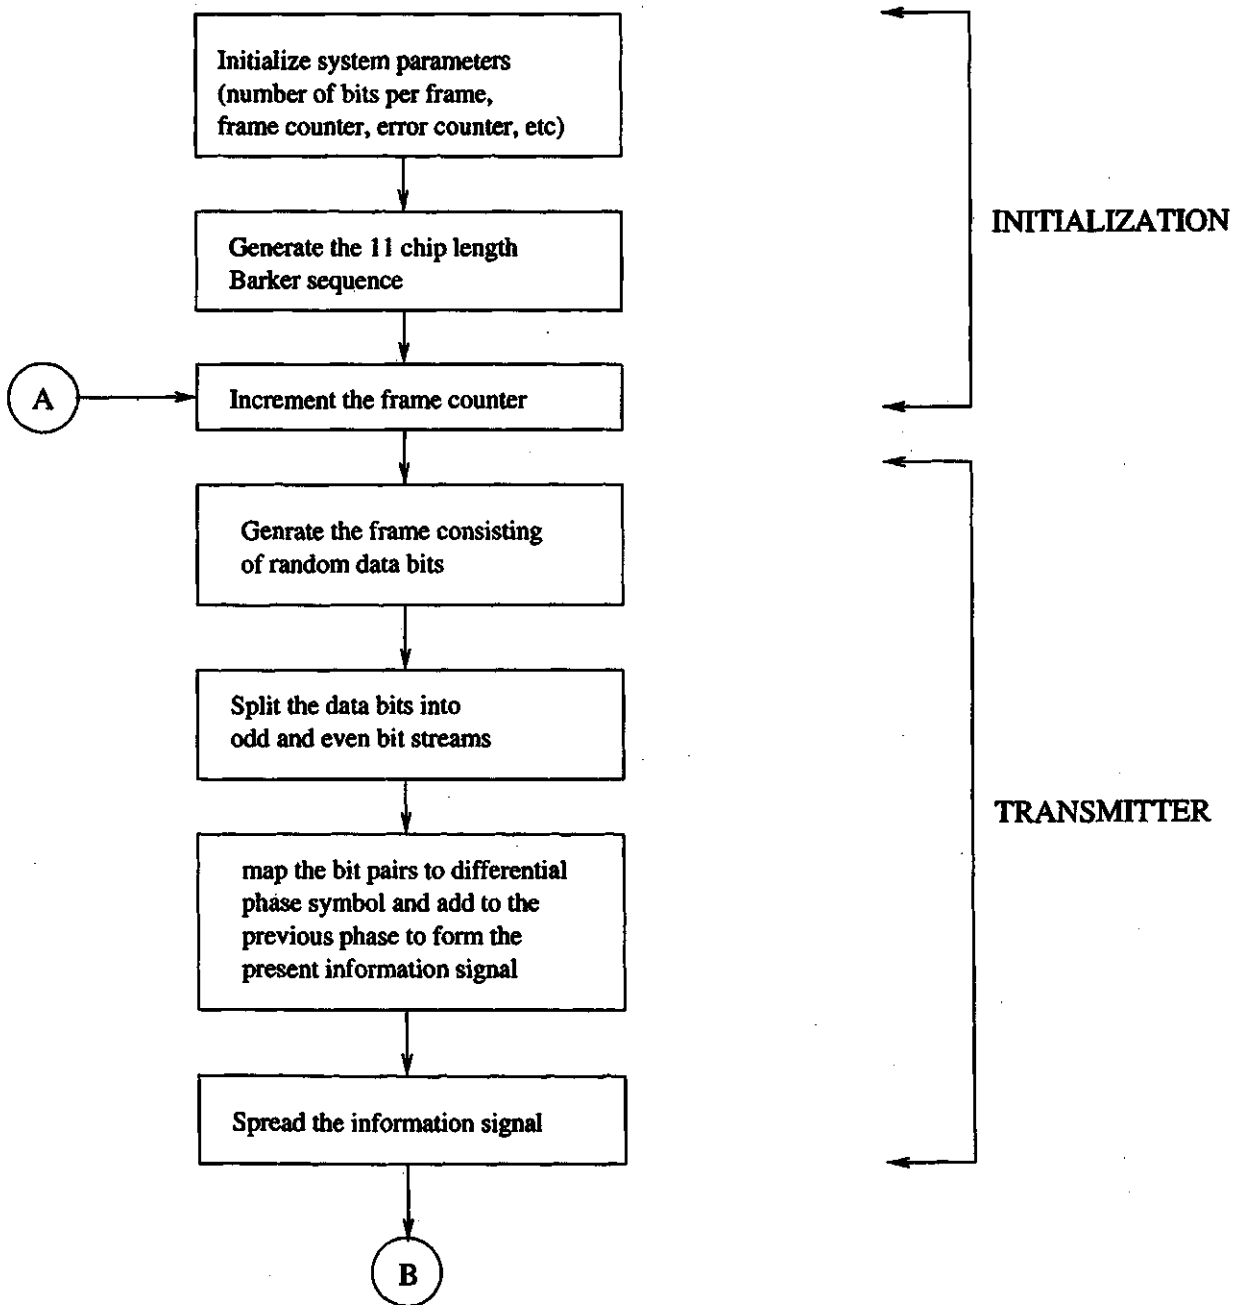 Initialize system parameters
(number of bits per frame,
frame counter, error counter, etc)
INITIALIZATION
Generate the 11 chip length
Barker sequence
A
Increment the frame counter
Genrate the frame consisting
of random data bits
Split the data bits into
odd and even bit streams
TRANSMITTER
map the bit pairs to differential
phase symbol and add to the
previous phase to form the
present information signal
Spread the information signal
B